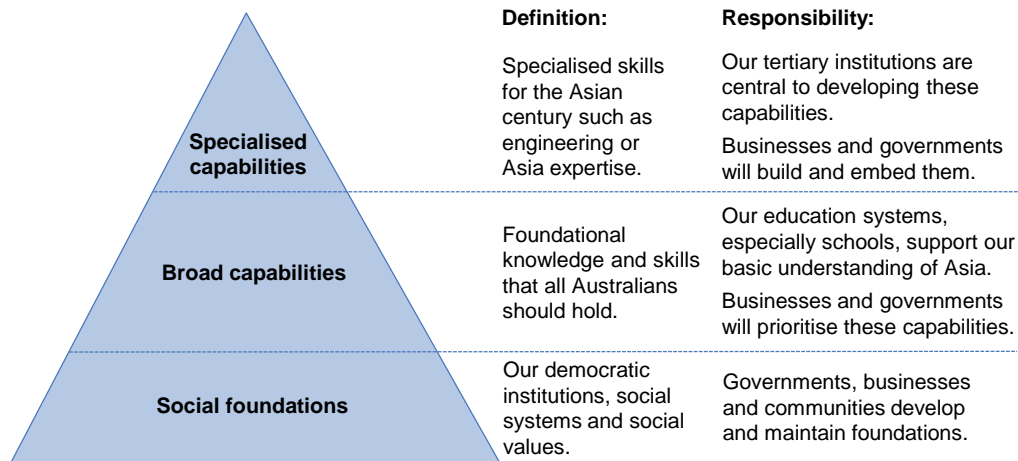 Definition:
Responsibility:
Specialised
capabilities
Specialised skills
for the Asian
century such as
engineering or
Asia expertise.
Our tertiary institutions are
central to developing these
capabilities.
Businesses and governments
will build and embed them.
Broad capabilities
Foundational
knowledge and skills
that all Australians
should hold.
Our education systems,
especially schools, support our
basic understanding of Asia.
Businesses and governments
will prioritise these capabilities.
Social foundations
Our democratic
institutions, social
systems and social
values.
Governments, businesses
and communities develop
and maintain foundations.